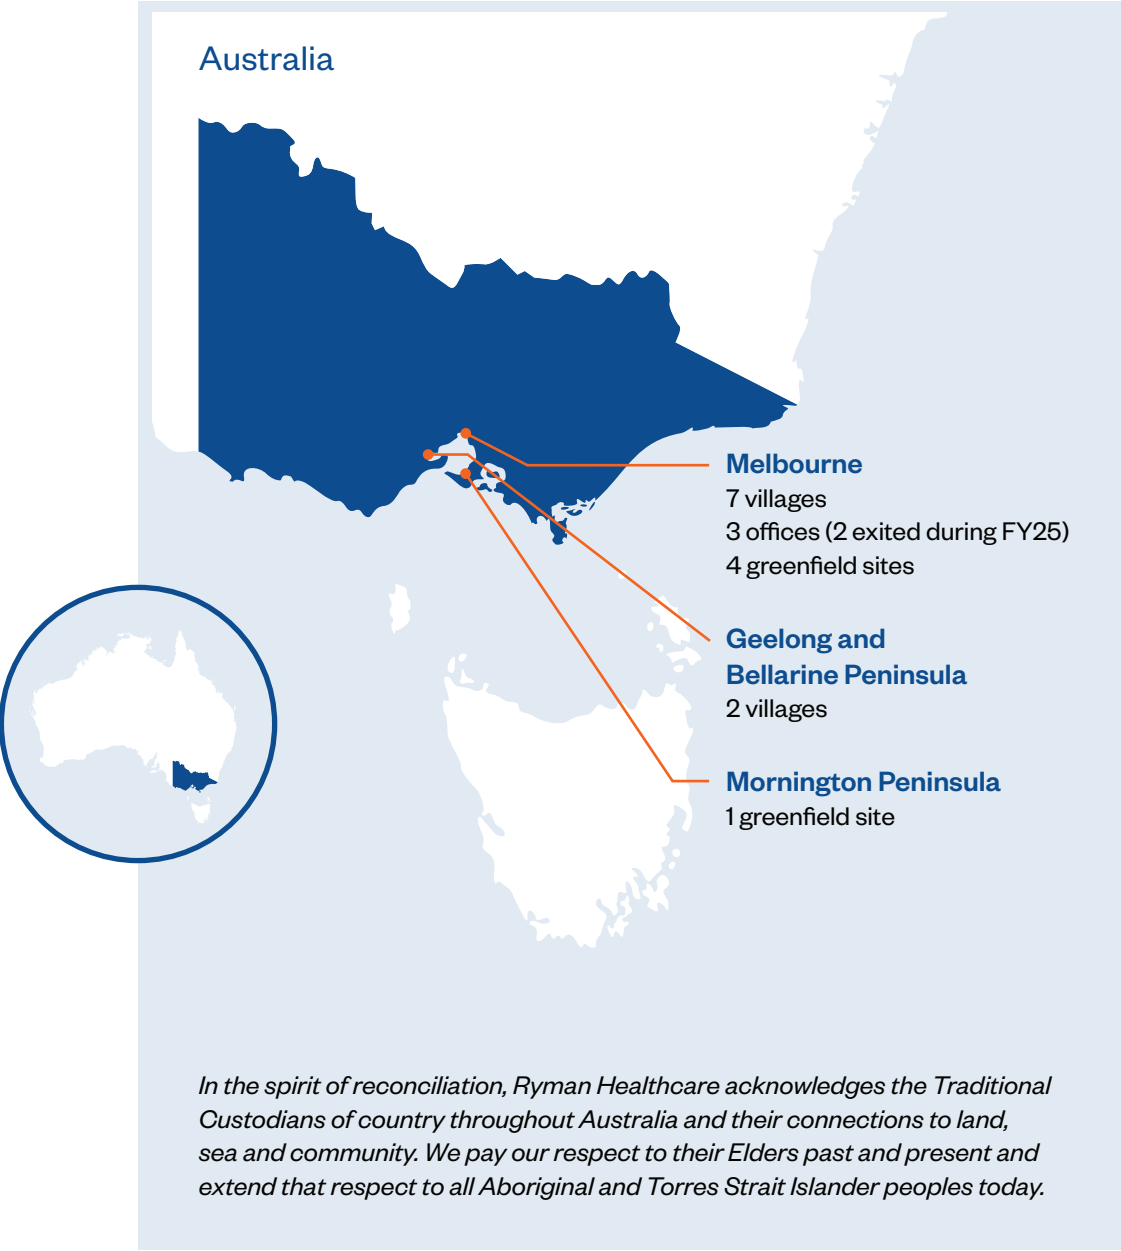 Australia
Melbourne
7 villages
3 offices (2 exited during FY25)
4 greenfield sites
Geelong and
Bellarine Peninsula
2 villages
Mornington Peninsula
1 greenfield site
In the spirit of reconciliation, Ryman Healthcare acknowledges the Traditional
Custodians of country throughout Australia and their connections to land,
sea and community. We pay our respect to their Elders past and present and
extend that respect to all Aboriginal and Torres Strait Islander peoples today.